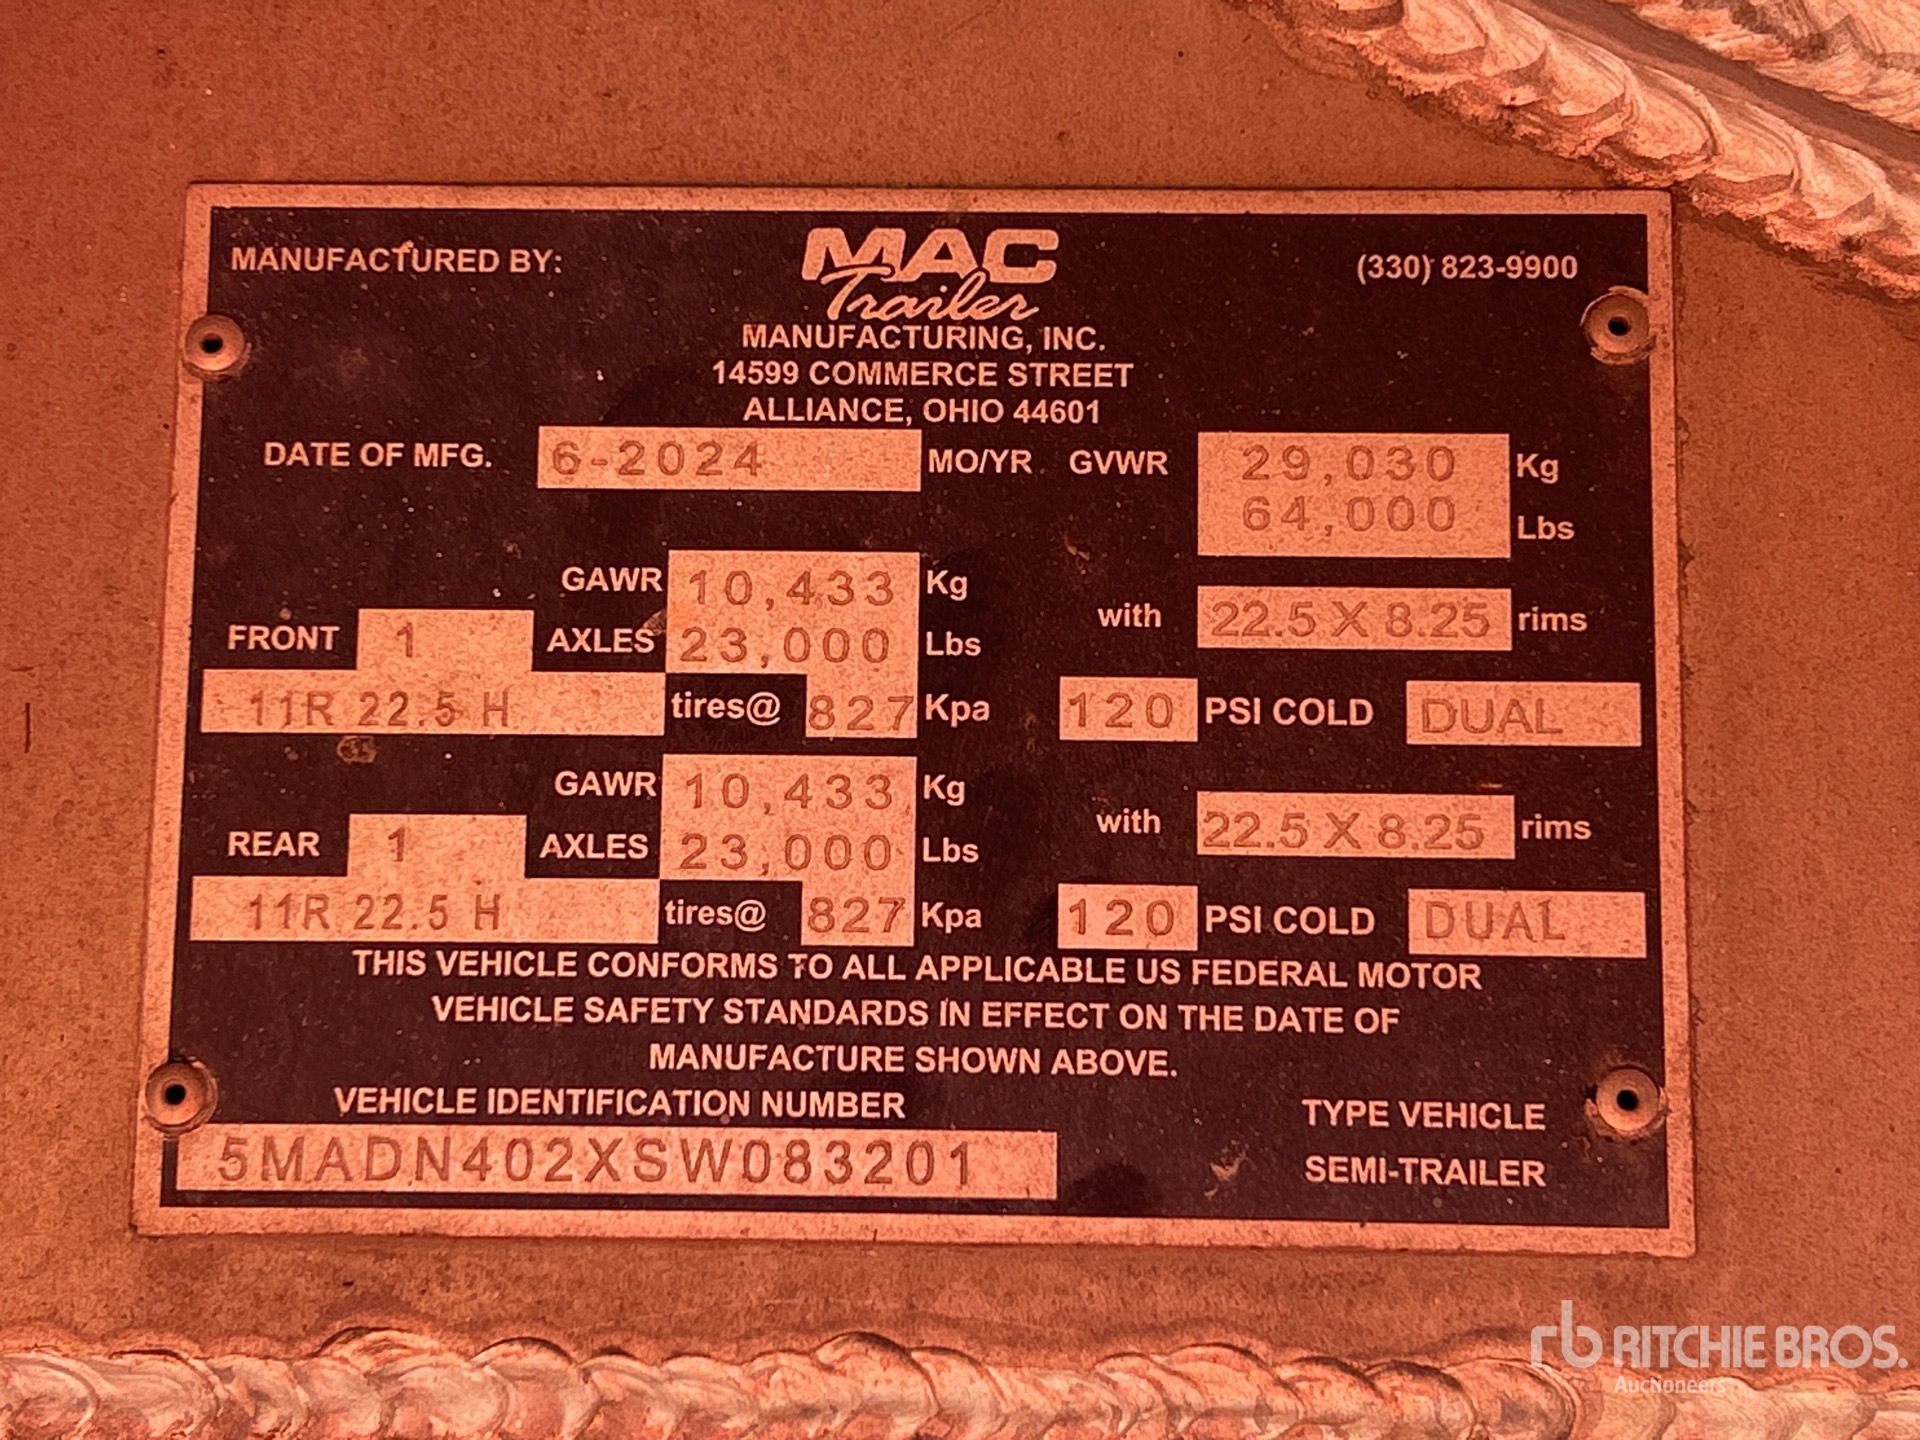 MANUFACTURED BY:
MAC
Trailer
(330) 823-9900
MANUFACTURING, INC.
14599 COMMERCE STREET
ALLIANCE, OHIO 44601
DATE OF MFG. 6-2024 MO/YR GVWR 29,030 Kg
64,000 Lbs
GAWR 10,433 Kg
FRONT 1 AXLES 23,000 Lbs with 22.5 X 8.25 rims
11R 22.5 H tires@ 827 Kpa 120 PSI COLD DUAL
GAWR 10,433 Kg
REAR 1 AXLES 23,000 Lbs with 22.5 X 8.25 rims
11R 22.5 H tires@ 827 Kpa 120 PSI COLD DUAL
THIS VEHICLE CONFORMS TO ALL APPLICABLE US FEDERAL MOTOR
VEHICLE SAFETY STANDARDS IN EFFECT ON THE DATE OF
MANUFACTURE SHOWN ABOVE.
VEHICLE IDENTIFICATION NUMBER
5MADN402XSW083201
TYPE VEHICLE
SEMI-TRAILER
rb RITCHIE BROS.
Auctioneers